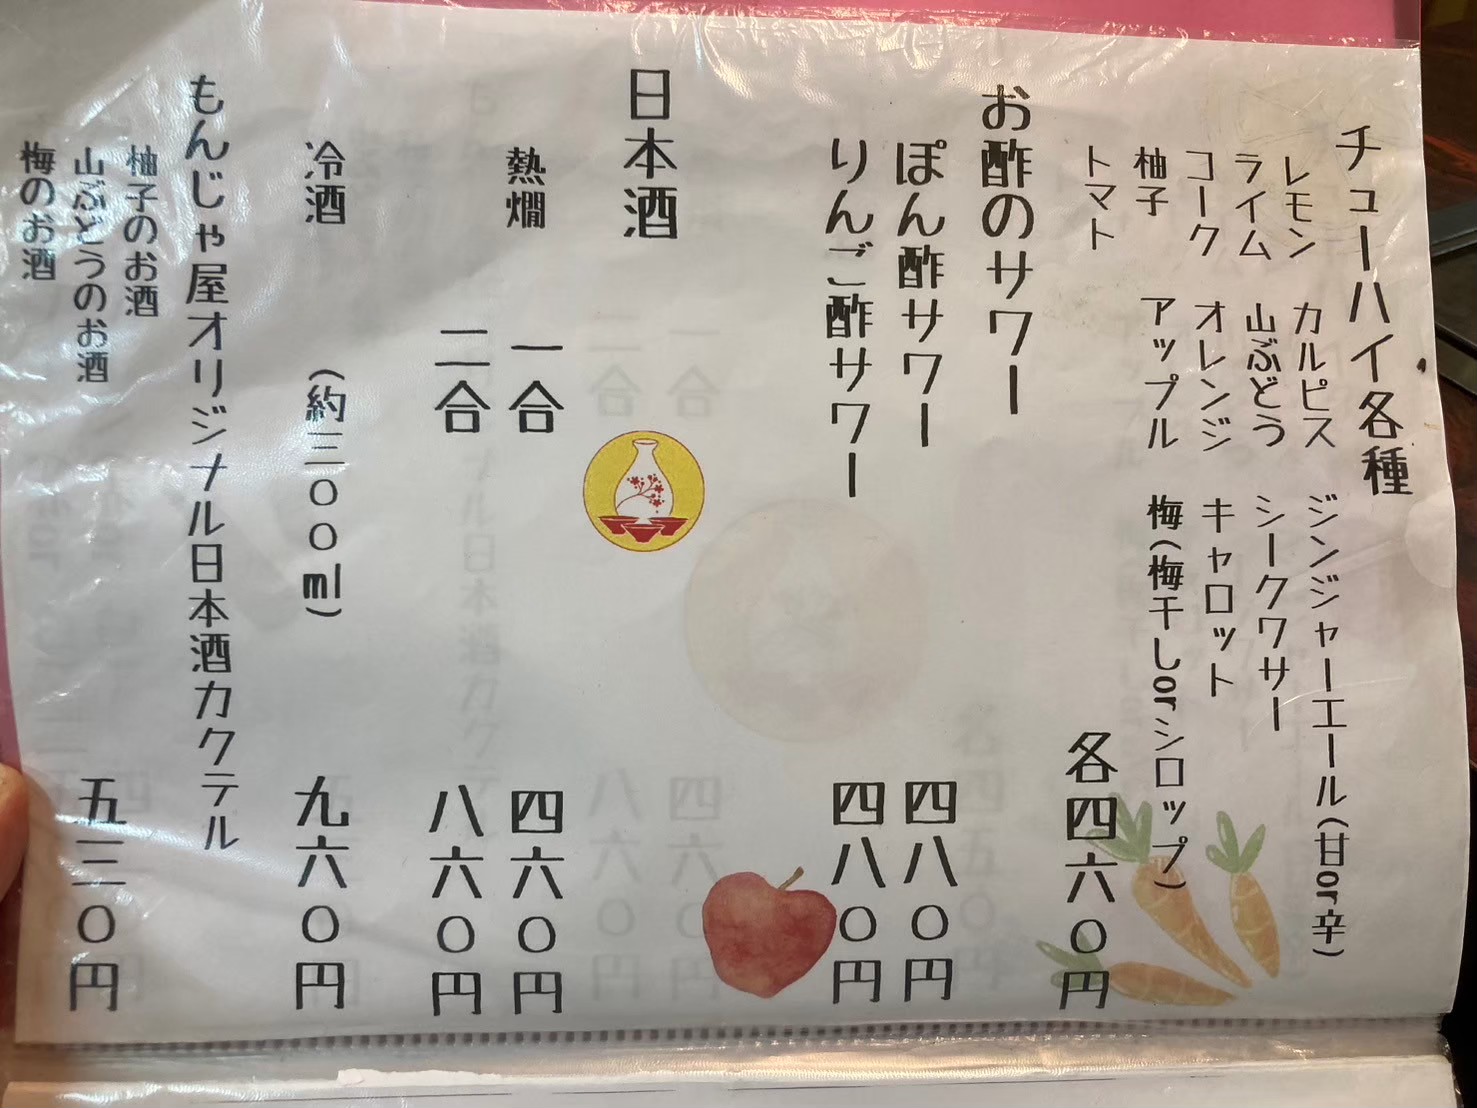 チューハイ各種
レモン カルピス ジンジャーエール(甘or辛)
ライム 山ぶどう シークワサー
コーク オレンジ キャロット
柚子 アップル 梅(梅干しorシロップ)
トマト 各四六〇円
お酢のサワー
ぽん酢サワー 四八〇円
りんご酢サワー 四八〇円
日本酒
熱燗 一合 四六〇円
二合 八六〇円
冷酒 (約三〇〇ml) 九六〇円
もんじゃ屋オリジナル日本酒カクテル
柚子のお酒
山ぶどうのお酒 五三〇円
梅のお酒